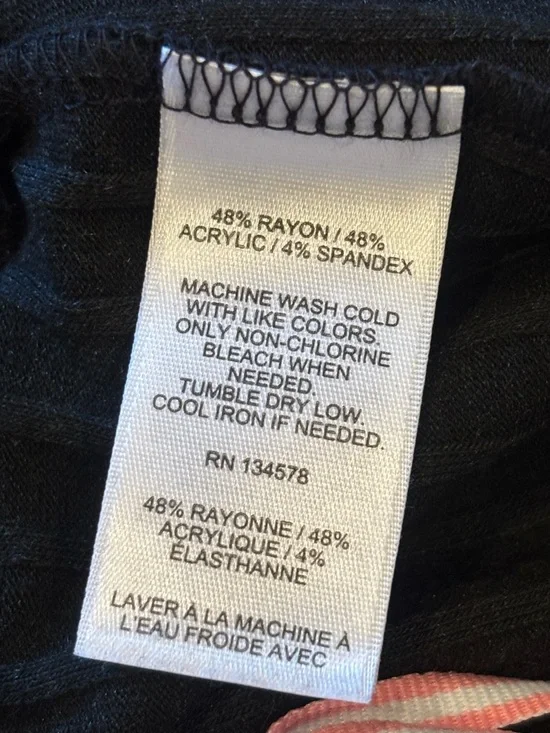 48% RAYON / 48%
ACRYLIC / 4% SPANDEX
MACHINE WASH COLD
WITH LIKE COLORS.
ONLY NON-CHLORINE
BLEACH WHEN
NEEDED.
TUMBLE DRY LOW.
COOL IRON IF NEEDED.
RN 134578
48% RAYONNE / 48%
ACRYLIQUE / 4%
ÉLASTHANNE
LAVER À LA MACHINE À
L'EAU FROIDE AVEC